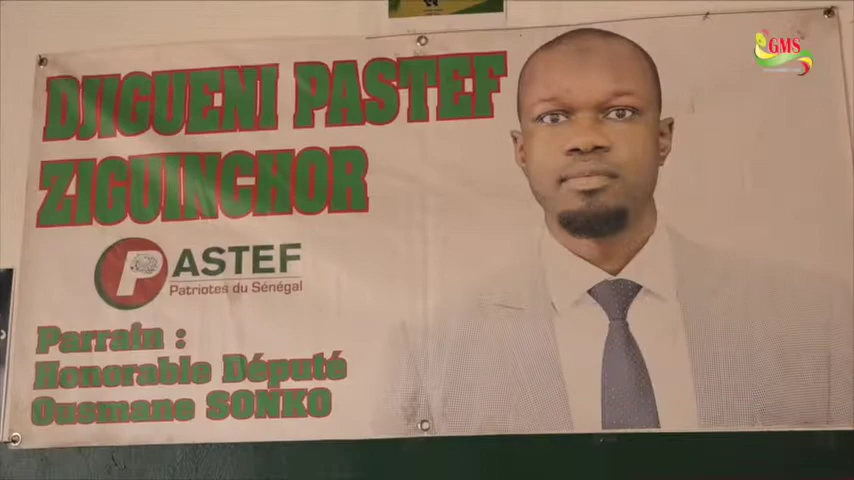 GMS
DJIGUENI PASTEF
ZIGUINCHOR
PASTEF
Patriotes du Sénégal
Parrain :
Honorable Député
Ousmane SONKO